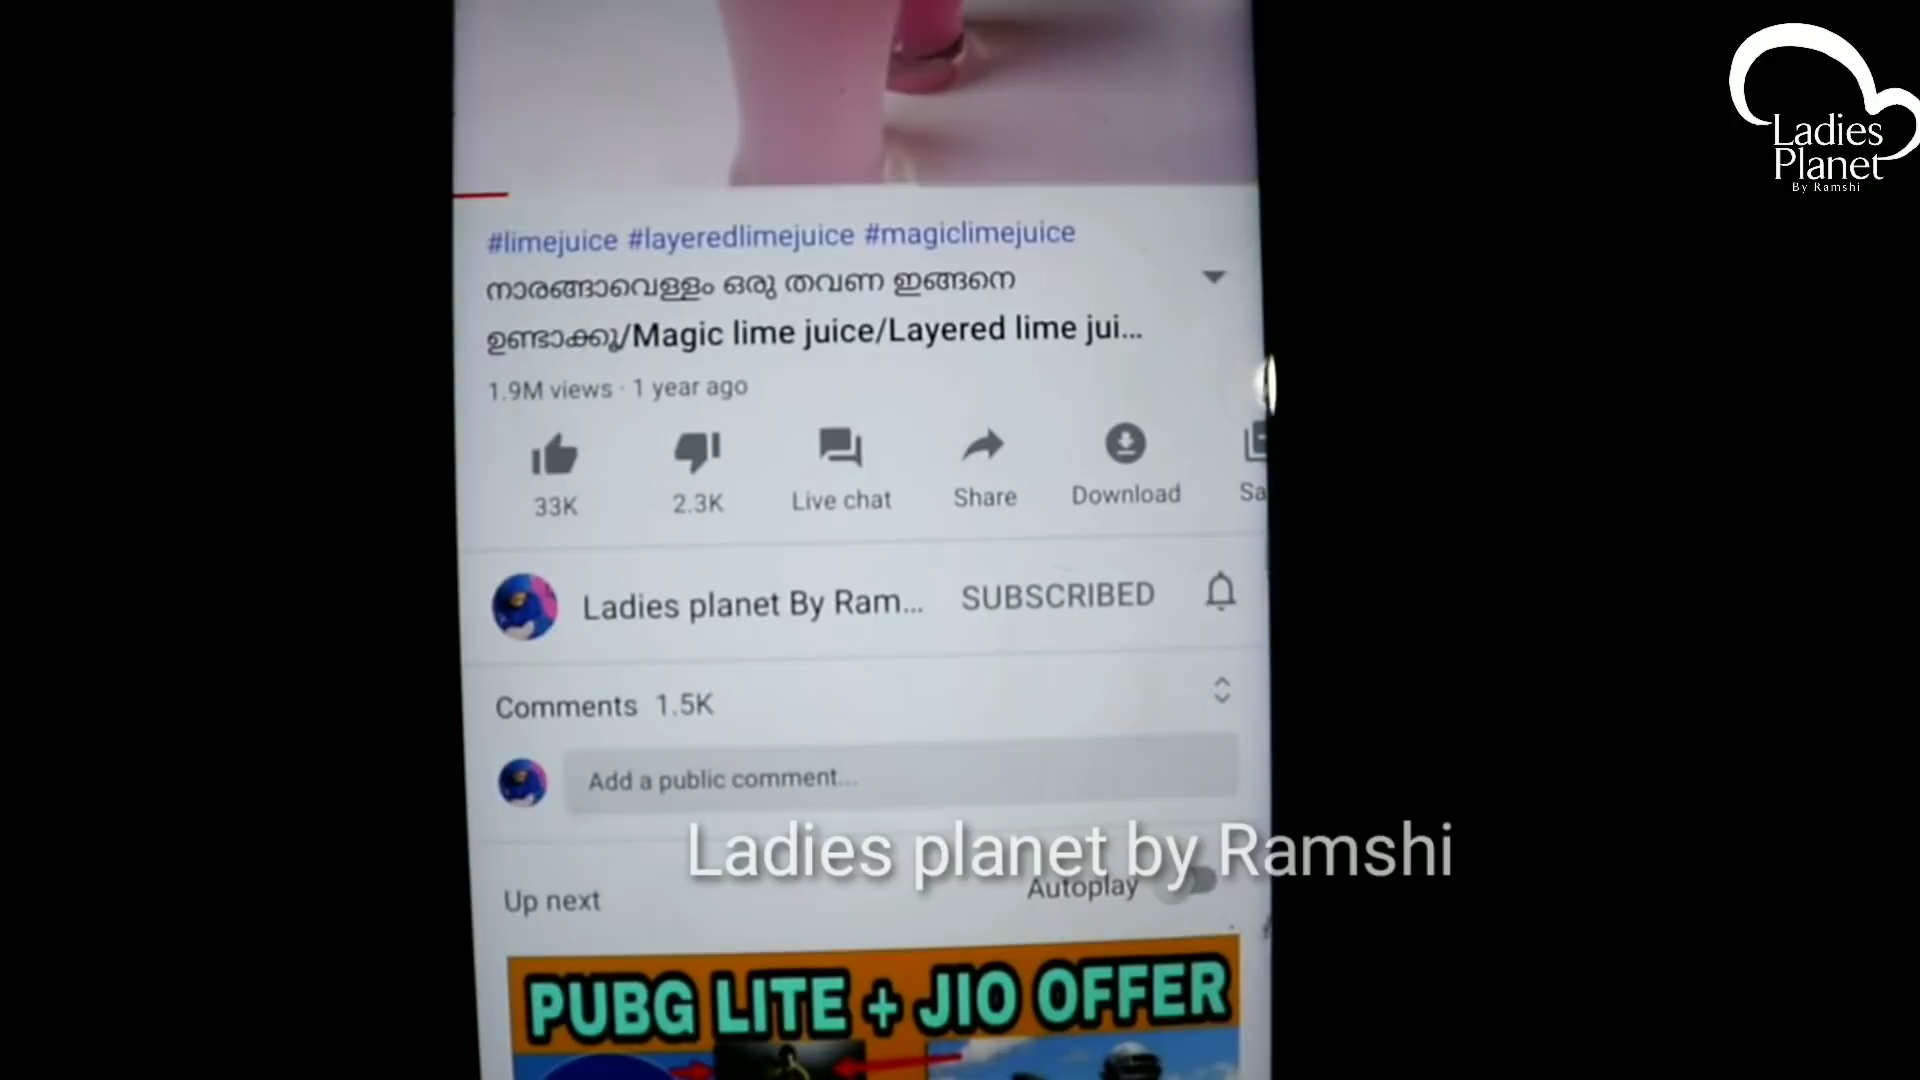 Ladies
Planet
By Ramshi
#limejuice #layeredlimejuice #magiclimejuice
നാരങ്ങാവെള്ളം ഒരു തവണ ഇങ്ങനെ
ഉണ്ടാക്കൂ/Magic lime juice/Layered lime jui...
1.9M views · 1 year ago
33K 2.3K Live chat Share Download Sa
Ladies planet By Ram... SUBSCRIBED
Comments 1.5K
Add a public comment...
Ladies planet by Ramshi
Up next Autoplay
PUBG LITE + JIO OFFER